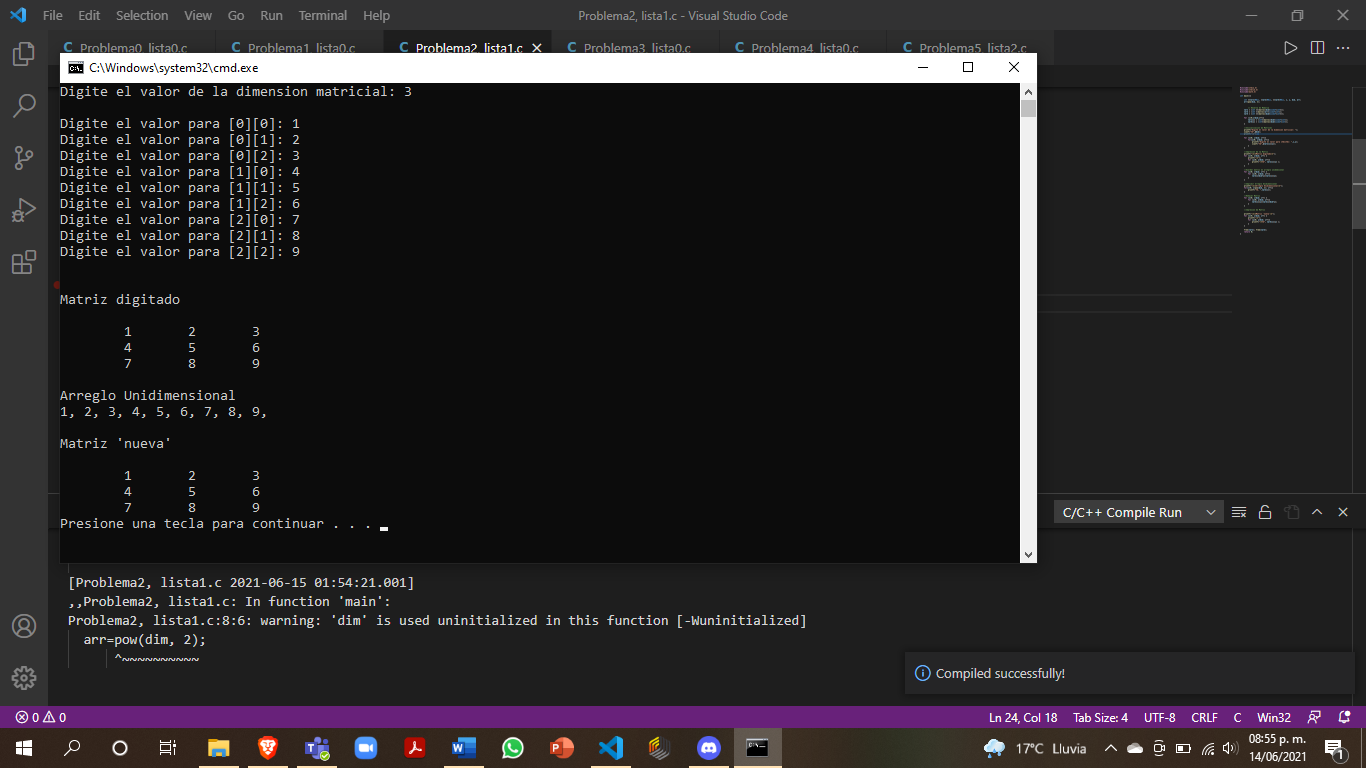 File Edit Selection View Go Run Terminal Help
Problema2, lista1.c - Visual Studio Code
C Problema0_lista0.c
C Problema1_lista0.c
C Problema2, lista1.c
C Problema3_lista0.c
C Problema4_lista0.c
C Problema5_lista2.c
C:\Windows\system32\cmd.exe
Digite el valor de la dimension matricial: 3
Digite el valor para [0][0]: 1
Digite el valor para [0][1]: 2
Digite el valor para [0][2]: 3
Digite el valor para [1][0]: 4
Digite el valor para [1][1]: 5
Digite el valor para [1][2]: 6
Digite el valor para [2][0]: 7
Digite el valor para [2][1]: 8
Digite el valor para [2][2]: 9
Matriz digitado
1 2 3
4 5 6
7 8 9
Arreglo Unidimensional
1, 2, 3, 4, 5, 6, 7, 8, 9,
Matriz 'nueva'
1 2 3
4 5 6
7 8 9
Presione una tecla para continuar . . .
C/C++ Compile Run
[Problema2, lista1.c 2021-06-15 01:54:21.001]
,,Problema2, lista1.c: In function 'main':
Problema2, lista1.c:8:6: warning: 'dim' is used uninitialized in this function [-Wuninitialized]
arr=pow(dim, 2);
^~~~~~~~~~~
Compiled successfully!
0 0
Ln 24, Col 18 Tab Size: 4 UTF-8 CRLF C Win32
17°C Lluvia
08:55 p. m.
14/06/2021
1